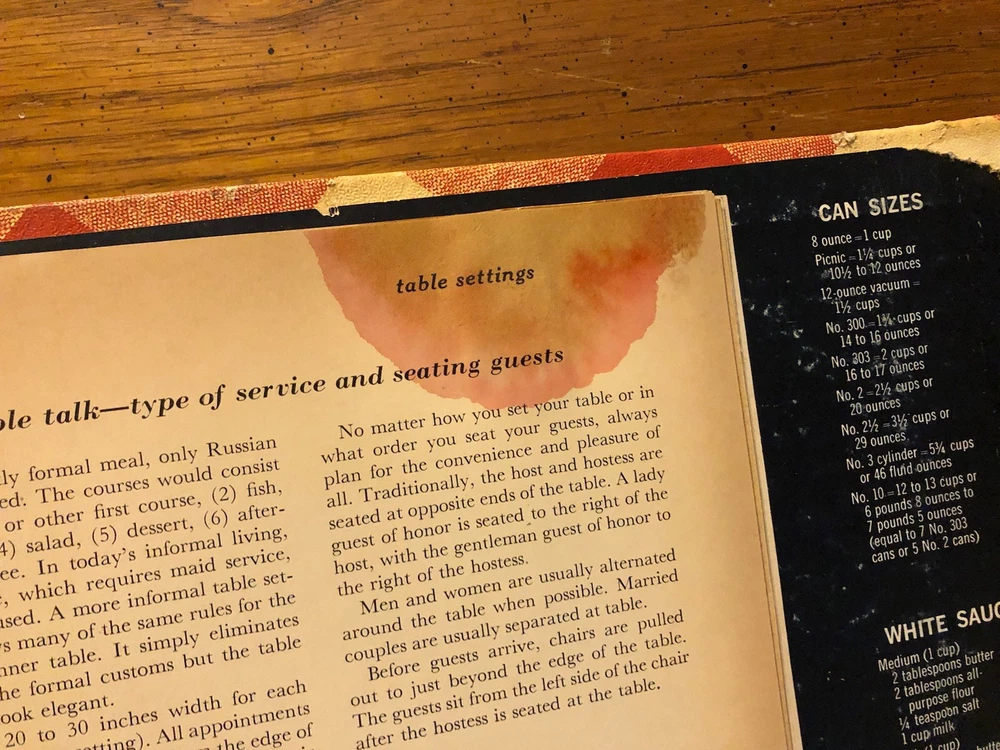 table settings
ble talk—type of service and seating guests
ly formal meal, only Russian
ed. The courses would consist
or other first course, (2) fish,
4) salad, (5) dessert, (6) after-
ee. In today's informal living,
, which requires maid service,
used. A more informal table set-
s many of the same rules for the
nner table. It simply eliminates
he formal customs but the table
ook elegant.
20 to 30 inches width for each
etting). All appointments
the edge of
No matter how you set your table or in
what order you seat your guests, always
plan for the convenience and pleasure of
all. Traditionally, the host and hostess are
seated at opposite ends of the table. A lady
guest of honor is seated to the right of the
host, with the gentleman guest of honor to
the right of the hostess.
Men and women are usually alternated
around the table when possible. Married
couples are usually separated at table.
Before guests arrive, chairs are pulled
out to just beyond the edge of the table.
The guests sit from the left side of the chair
after the hostess is seated at the table.
CAN SIZES
8 ounce = 1 cup
Picnic = 1¼ cups or
10½ to 12 ounces
12-ounce vacuum =
1½ cups
No. 300 = 1¾ cups or
14 to 16 ounces
No. 303 = 2 cups or
16 to 17 ounces
No. 2 = 2½ cups or
20 ounces
No. 2½ = 3½ cups or
29 ounces
No. 3 cylinder = 5¾ cups
or 46 fluid ounces
No. 10 = 12 to 13 cups or
6 pounds 8 ounces to
7 pounds 5 ounces
(equal to 7 No. 303
cans or 5 No. 2 cans)
WHITE SAUC
Medium (1 cup)
2 tablespoons butter
2 tablespoons all-
purpose flour
¼ teaspoon salt
1 cup milk
cup)